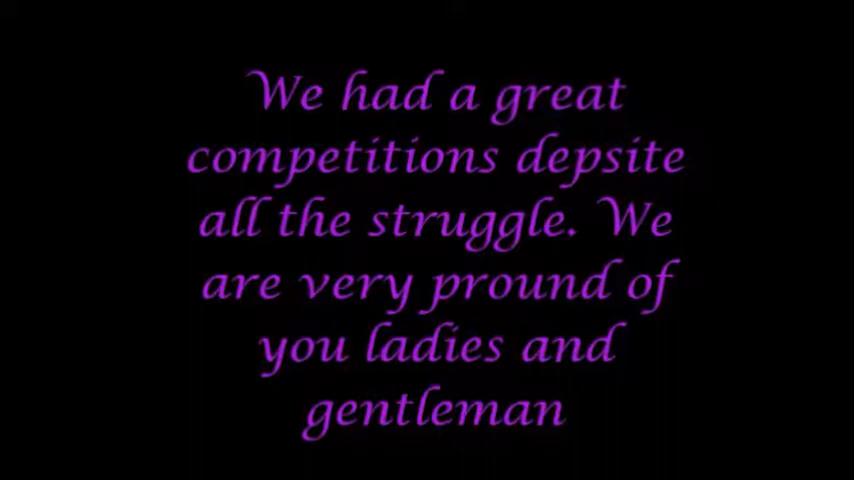 We had a great
competitions depsite
all the struggle. We
are very pround of
you ladies and
gentleman